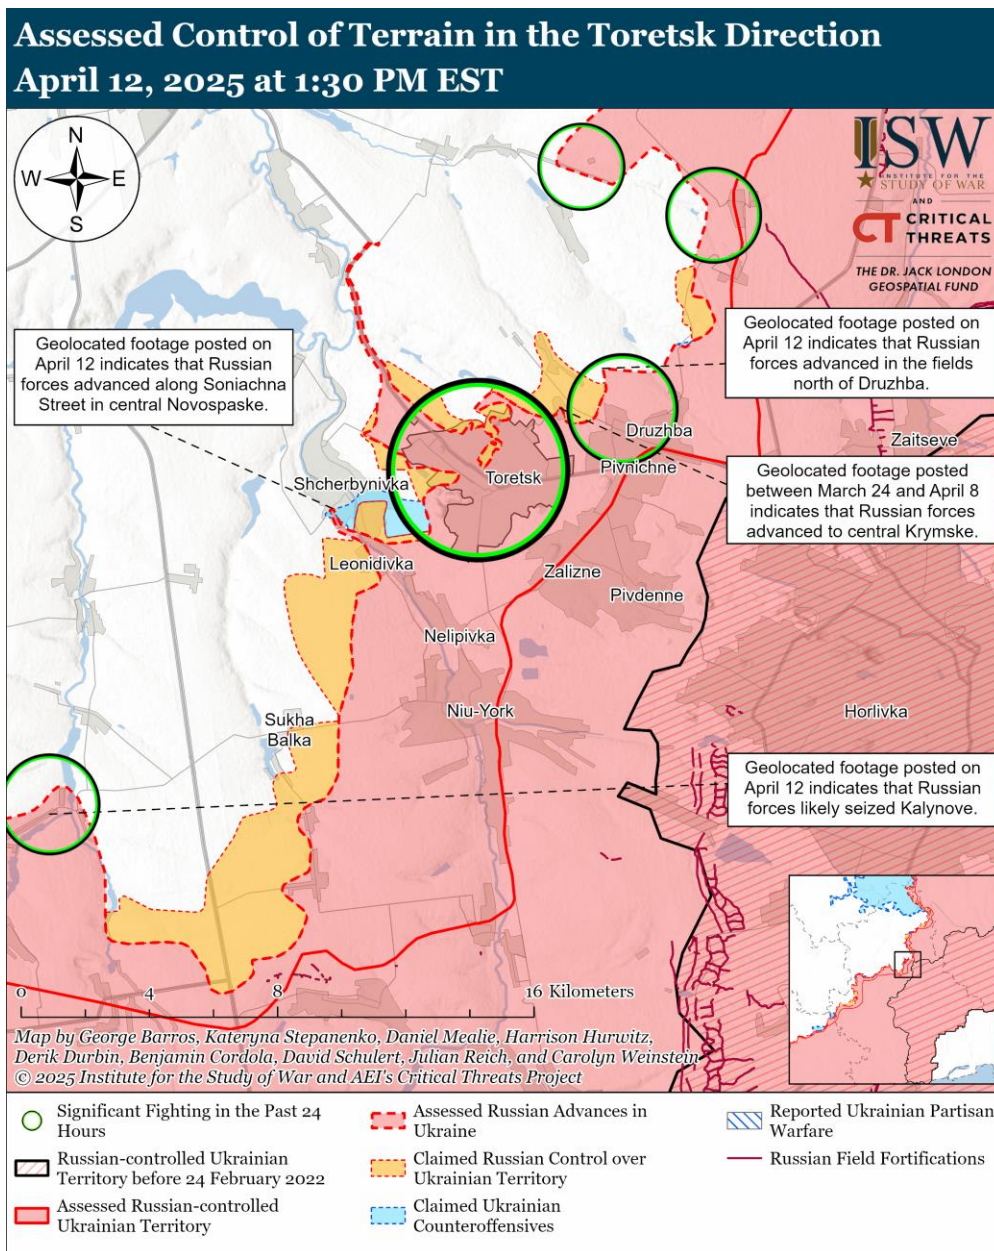 Assessed Control of Terrain in the Toretsk Direction
April 12, 2025 at 1:30 PM EST
N
W E
S
ISW
INSTITUTE FOR THE
STUDY OF WAR
AND
CT CRITICAL
THREATS
THE DR. JACK LONDON
GEOSPATIAL FUND
Geolocated footage posted on
April 12 indicates that Russian
forces advanced along Soniachna
Street in central Novospaske.
Geolocated footage posted on
April 12 indicates that Russian
forces advanced in the fields
north of Druzhba.
Druzhba
Zaitseve
Pivnichne
Shcherbynivka
Toretsk
Geolocated footage posted
between March 24 and April 8
indicates that Russian forces
advanced to central Krymske.
Leonidivka
Zalizne
Pivdenne
Nelipivka
Niu-York
Horlivka
Sukha
Balka
Geolocated footage posted on
April 12 indicates that Russian
forces likely seized Kalynove.
0 4 8 16 Kilometers
Map by George Barros, Kateryna Stepanenko, Daniel Mealie, Harrison Hurwitz,
Derik Durbin, Benjamin Cordola, David Schulert, Julian Reich, and Carolyn Weinstein
© 2025 Institute for the Study of War and AEI's Critical Threats Project
Significant Fighting in the Past 24
Hours
Russian-controlled Ukrainian
Territory before 24 February 2022
Assessed Russian-controlled
Ukrainian Territory
Assessed Russian Advances in
Ukraine
Claimed Russian Control over
Ukrainian Territory
Claimed Ukrainian
Counteroffensives
Reported Ukrainian Partisan
Warfare
Russian Field Fortifications